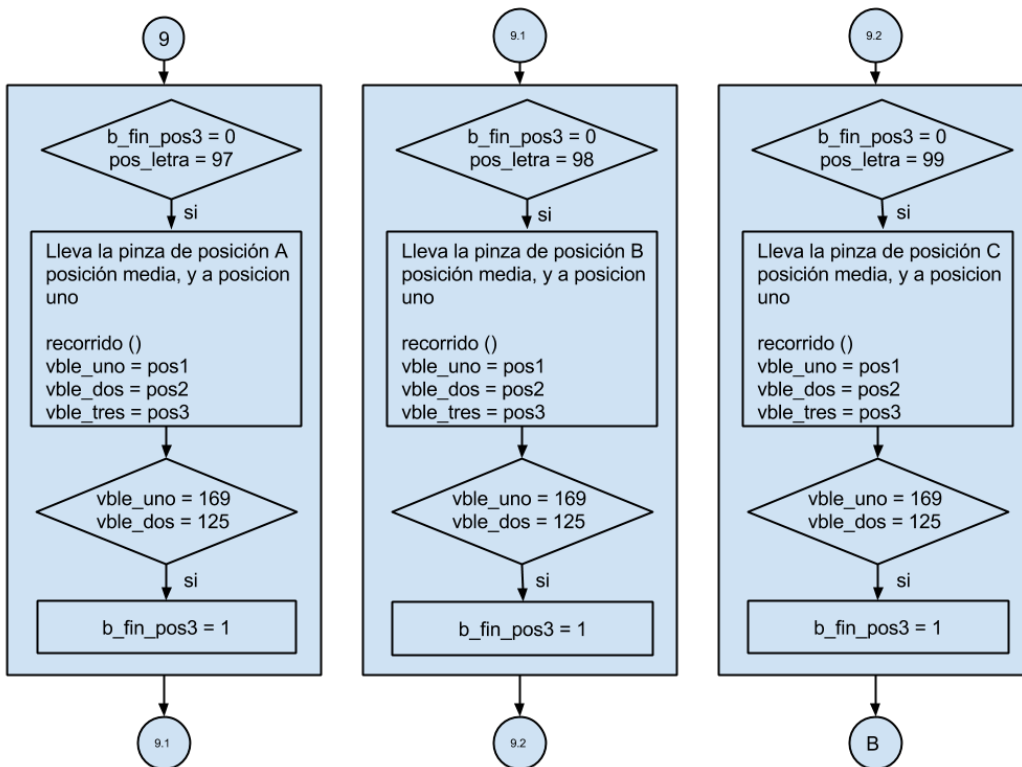 9
b_fin_pos3 = 0
pos_letra = 97
si
Lleva la pinza de posición A
posición media, y a posicion
uno
recorrido ()
vble_uno = pos1
vble_dos = pos2
vble_tres = pos3
vble_uno = 169
vble_dos = 125
si
b_fin_pos3 = 1
9.1
9.1
b_fin_pos3 = 0
pos_letra = 98
si
Lleva la pinza de posición B
posición media, y a posicion
uno
recorrido ()
vble_uno = pos1
vble_dos = pos2
vble_tres = pos3
vble_uno = 169
vble_dos = 125
si
b_fin_pos3 = 1
9.2
9.2
b_fin_pos3 = 0
pos_letra = 99
si
Lleva la pinza de posición C
posición media, y a posicion
uno
recorrido ()
vble_uno = pos1
vble_dos = pos2
vble_tres = pos3
vble_uno = 169
vble_dos = 125
si
b_fin_pos3 = 1
B